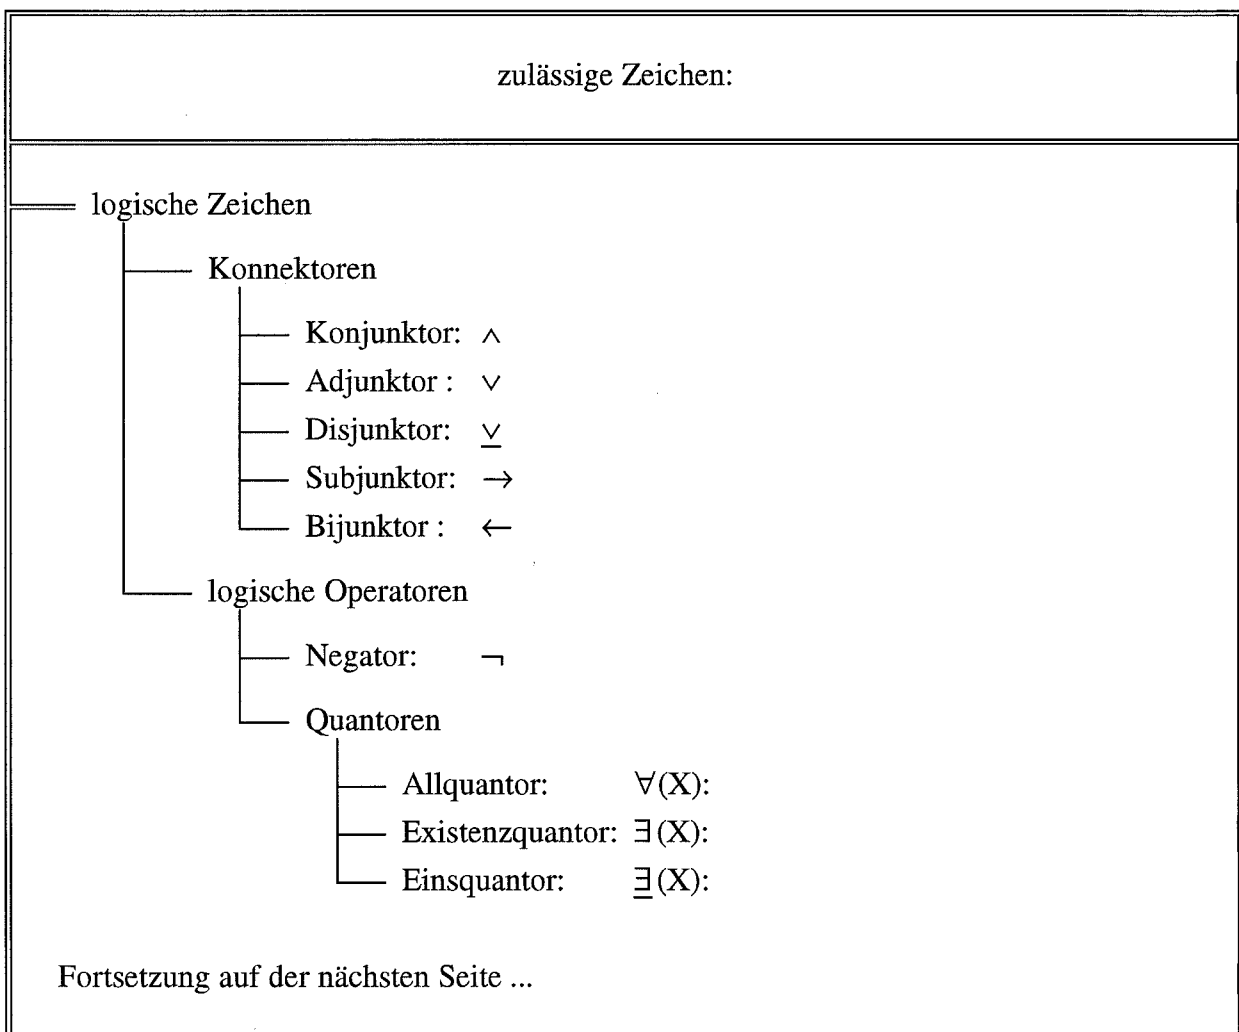 zulässige Zeichen:
logische Zeichen
Konnektoren
Konjunktor: ∧
Adjunktor : ∨
Disjunktor: ⊻
Subjunktor: →
Bijunktor : ←
logische Operatoren
Negator: ¬
Quantoren
Allquantor: ∀(X):
Existenzquantor: ∃(X):
Einsquantor: <u>∃</u>(X):
Fortsetzung auf der nächsten Seite ...